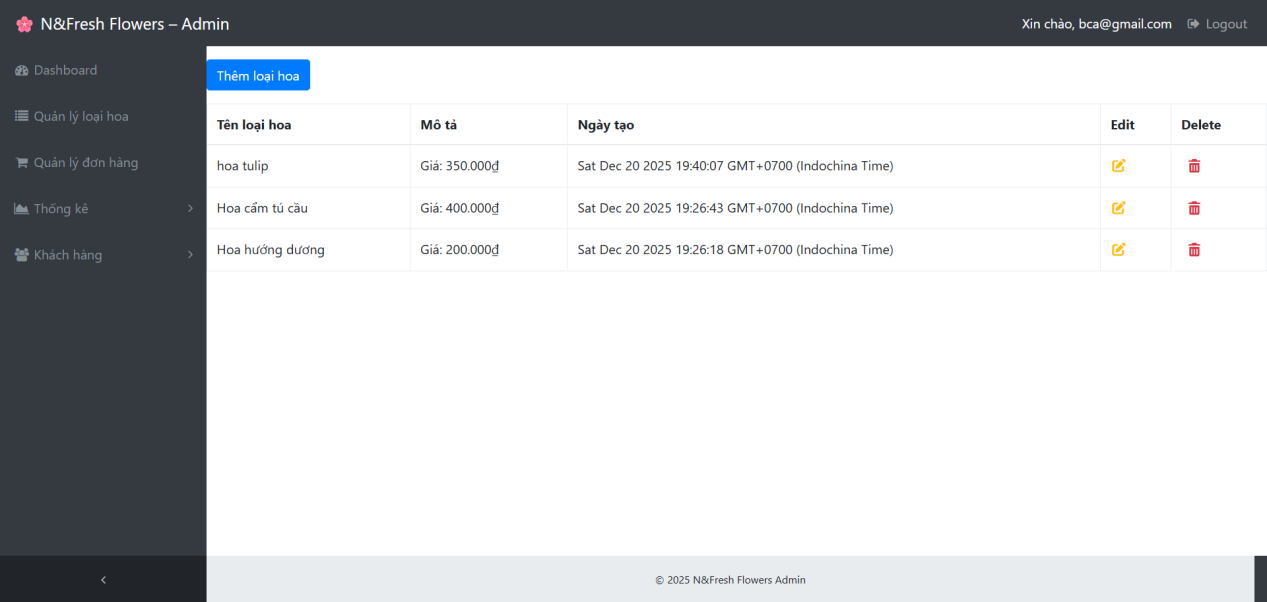 N&Fresh Flowers – Admin
Xin chào, bca@gmail.com Logout
Dashboard
Quản lý loại hoa
Quản lý đơn hàng
Thống kê
Khách hàng
Thêm loại hoa
Tên loại hoa Mô tả Ngày tạo Edit Delete
hoa tulip Giá: 350.000₫ Sat Dec 20 2025 19:40:07 GMT+0700 (Indochina Time)
Hoa cẩm tú cầu Giá: 400.000₫ Sat Dec 20 2025 19:26:43 GMT+0700 (Indochina Time)
Hoa hướng dương Giá: 200.000₫ Sat Dec 20 2025 19:26:18 GMT+0700 (Indochina Time)
© 2025 N&Fresh Flowers Admin